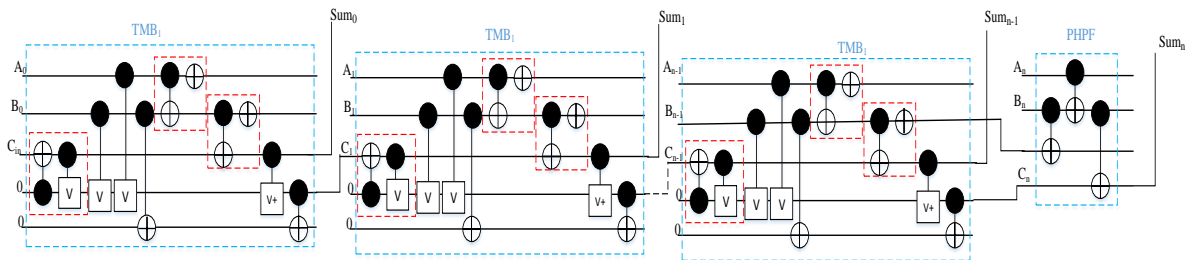 TMB₁
Sum₀
A₀
B₀
Cᵢₙ
0
0
V
V
V
V+
TMB₁
Sum₁
A₁
B₁
C₁
0
0
V
V
V
V+
TMB₁
Sumₙ₋₁
Aₙ₋₁
Bₙ₋₁
Cₙ₋₁
0
0
V
V
V
V+
PHPF
Sumₙ
Aₙ
Bₙ
Cₙ